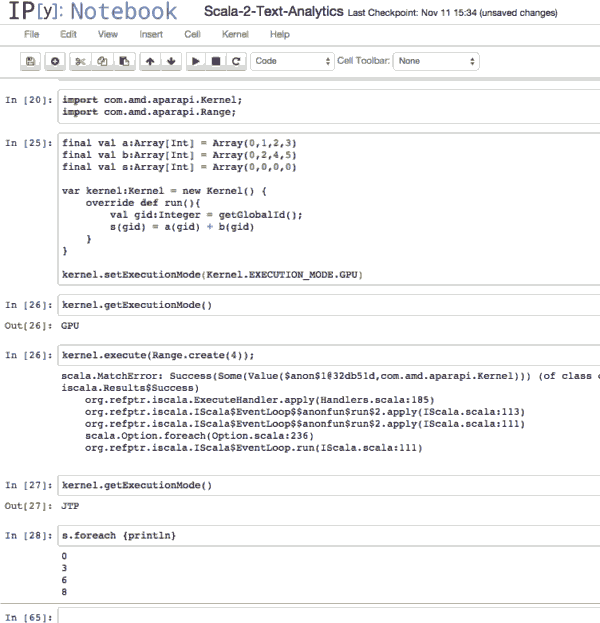 IP[y]: Notebook Scala-2-Text-Analytics Last Checkpoint: Nov 11 15:34 (unsaved changes)
File Edit View Insert Cell Kernel Help
Code Cell Toolbar: None
In [20]: import com.amd.aparapi.Kernel;
import com.amd.aparapi.Range;
In [25]: final val a:Array[Int] = Array(0,1,2,3)
final val b:Array[Int] = Array(0,2,4,5)
final val s:Array[Int] = Array(0,0,0,0)
var kernel:Kernel = new Kernel() {
override def run(){
val gid:Integer = getGlobalId();
s(gid) = a(gid) + b(gid)
}
}
kernel.setExecutionMode(Kernel.EXECUTION_MODE.GPU)
In [26]: kernel.getExecutionMode()
Out[26]: GPU
In [26]: kernel.execute(Range.create(4));
scala.MatchError: Success(Some(Value($anon$1@32db51d,com.amd.aparapi.Kernel))) (of class
iscala.Results$Success)
org.refptr.iscala.ExecuteHandler.apply(Handlers.scala:185)
org.refptr.iscala.IScala$EventLoop$$anonfun$run$2.apply(IScala.scala:113)
org.refptr.iscala.IScala$EventLoop$$anonfun$run$2.apply(IScala.scala:111)
scala.Option.foreach(Option.scala:236)
org.refptr.iscala.IScala$EventLoop.run(IScala.scala:111)
In [27]: kernel.getExecutionMode()
Out[27]: JTP
In [28]: s.foreach {println}
0
3
6
8
In [65]: